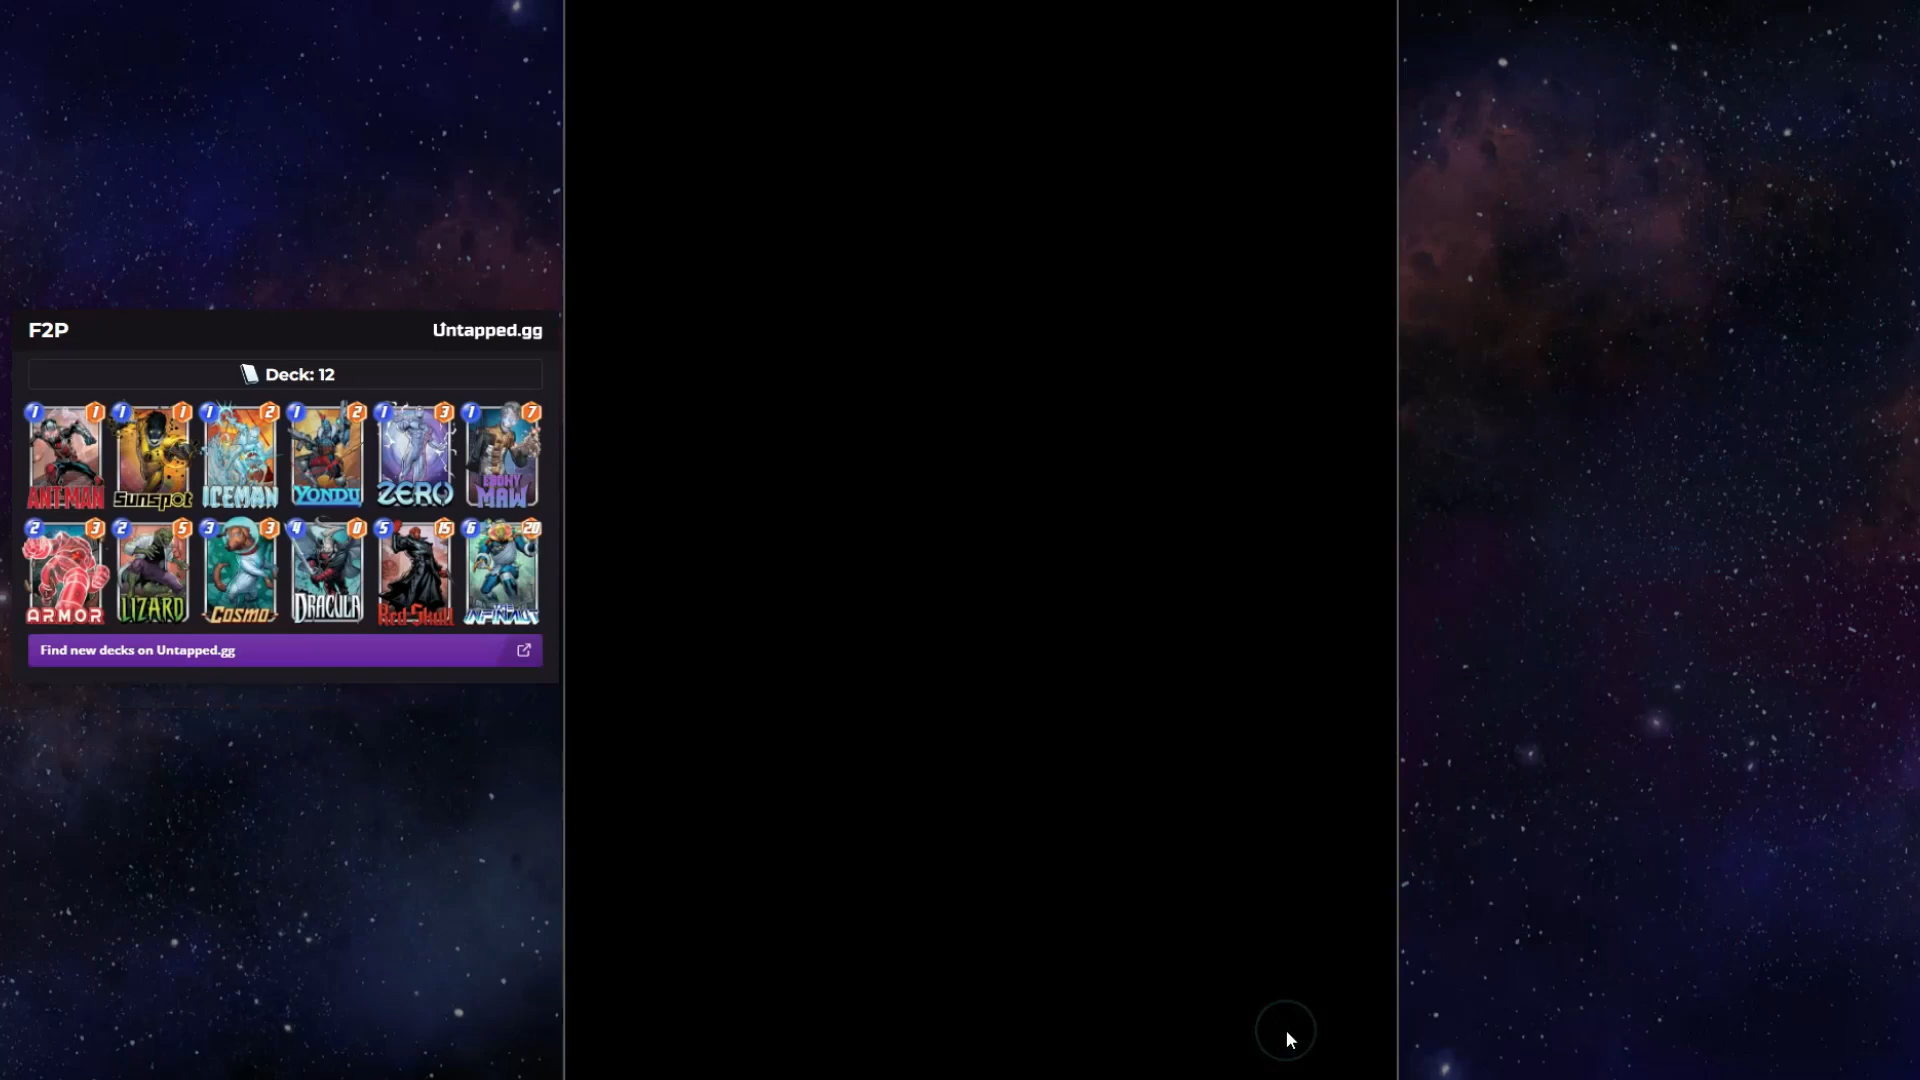 F2P Untapped.gg
Deck: 12
1 1 1 1 1 2 1 2 1 3 1 7
ANT-MAN Sunspot ICEMAN YONDU ZERO EBONY MAW
2 3 2 5 3 3 4 0 5 15 6 20
ARMOR LIZARD COSMO DRACULA Red Skull INFINAUT
Find new decks on Untapped.gg